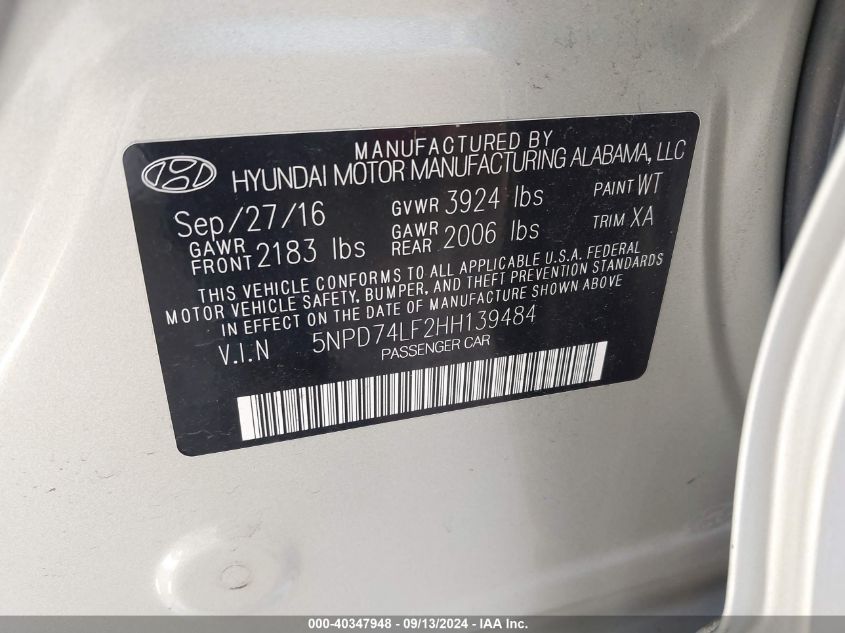 MANUFACTURED BY
HYUNDAI MOTOR MANUFACTURING ALABAMA, LLC
Sep/27/16 GVWR 3924 lbs PAINT WT
GAWR FRONT 2183 lbs GAWR REAR 2006 lbs TRIM XA
THIS VEHICLE CONFORMS TO ALL APPLICABLE U.S.A. FEDERAL
MOTOR VEHICLE SAFETY, BUMPER, AND THEFT PREVENTION STANDARDS
IN EFFECT ON THE DATE OF MANUFACTURE SHOWN ABOVE
V.I.N 5NPD74LF2HH139484
PASSENGER CAR
000-40347948 - 09/13/2024 - IAA Inc.